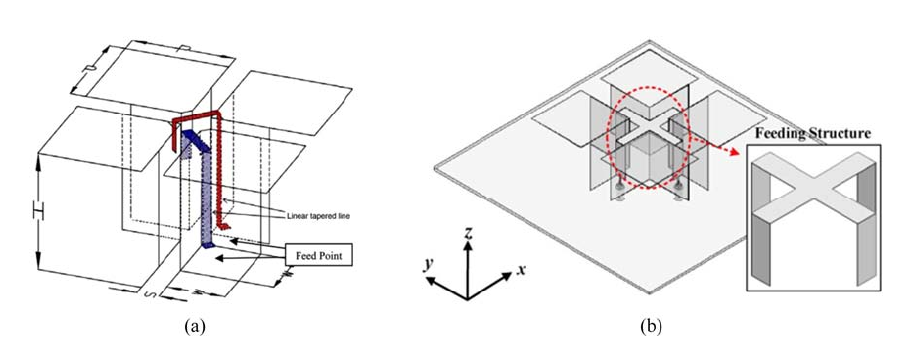 P
P
H
Linear tapered line
Feed Point
S
W
W
(a)
Feeding Structure
z
y
x
(b)